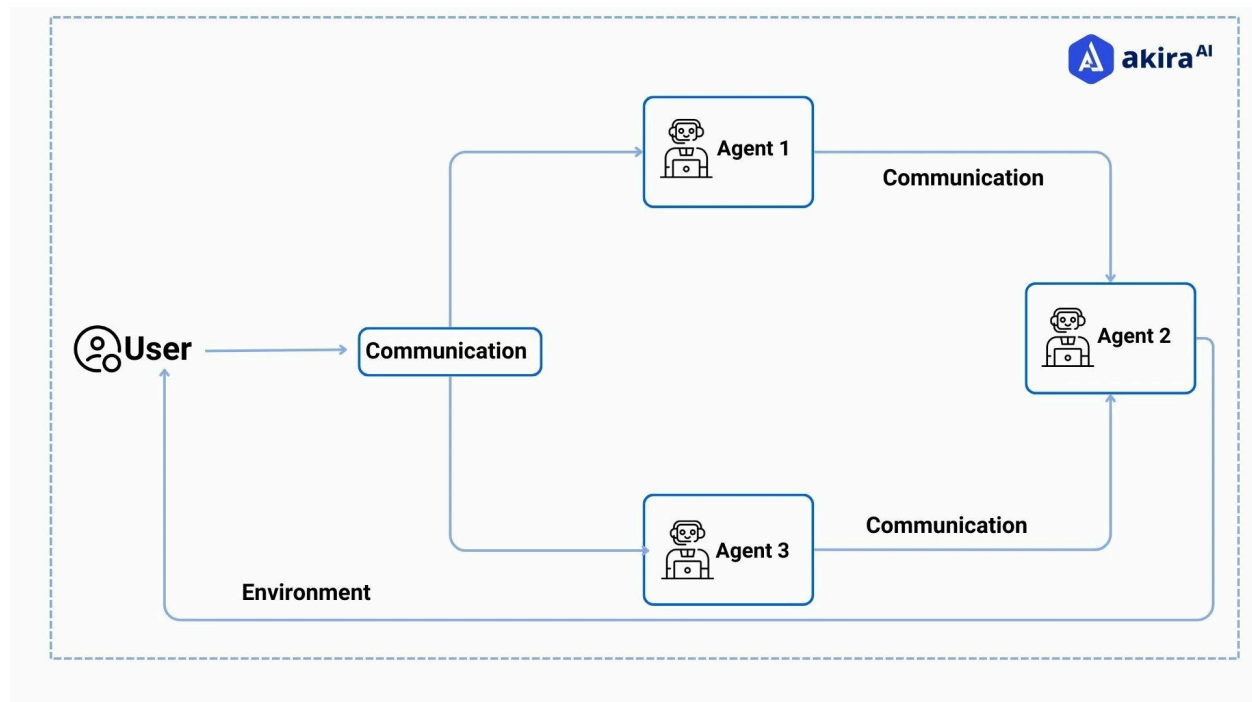 akira AI
Agent 1
Communication
Agent 2
User
Communication
Communication
Agent 3
Environment